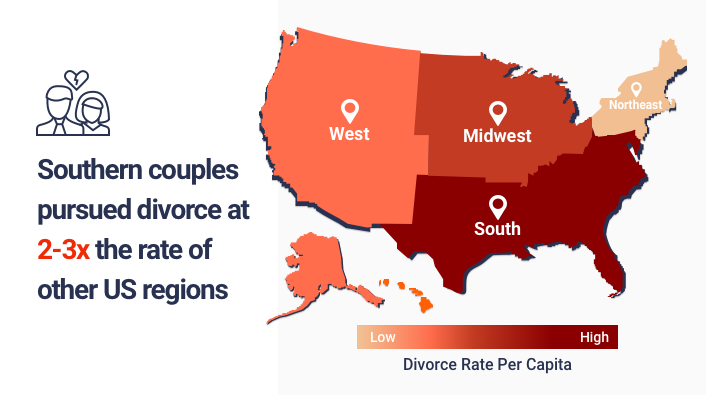 Southern couples
pursued divorce at
2-3x the rate of
other US regions
West
Midwest
Northeast
South
Low
High
Divorce Rate Per Capita